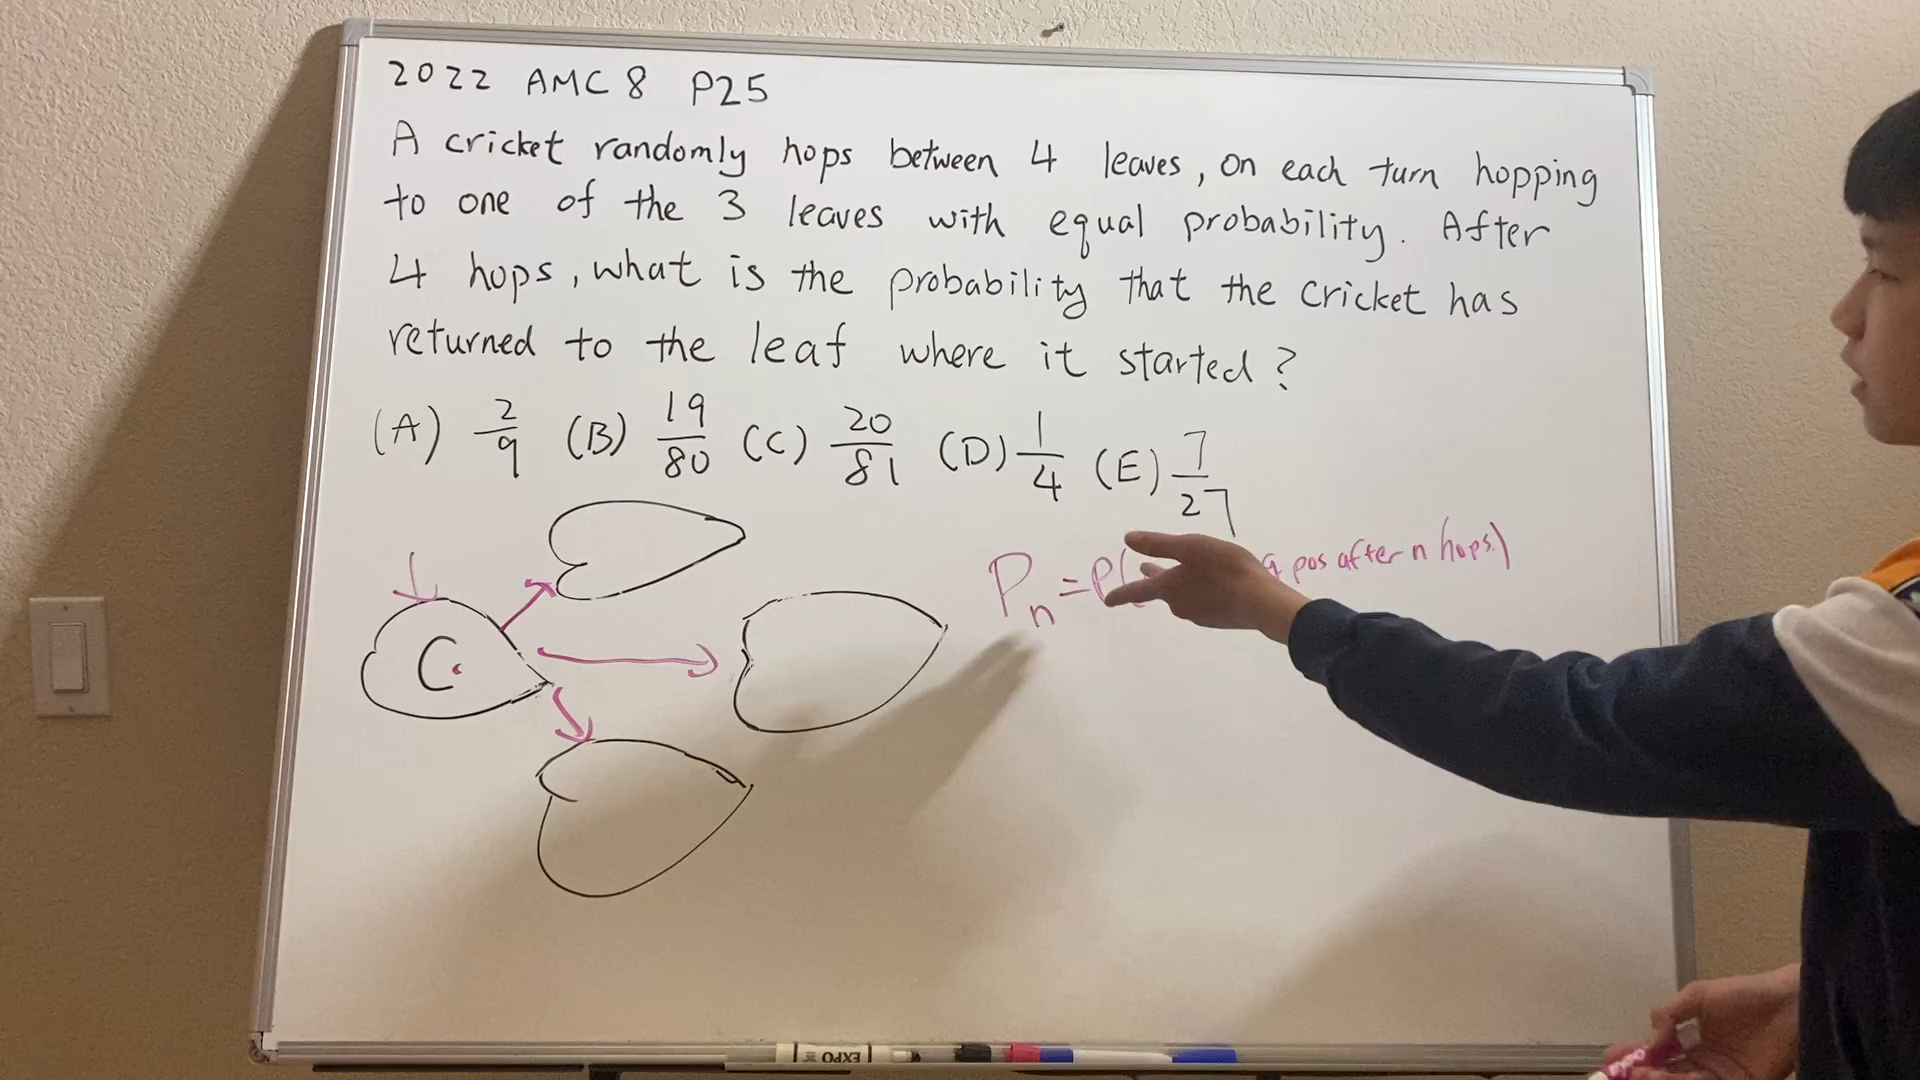 2022 AMC 8 P25
A cricket randomly hops between 4 leaves, on each turn hopping
to one of the 3 leaves with equal probability. After
4 hops, what is the probability that the cricket has
returned to the leaf where it started?
(A) 2/9 (B) 19/80 (C) 20/81 (D) 1/4 (E) 7/27
C
Pn = P( pos after n hops.)
EXPO